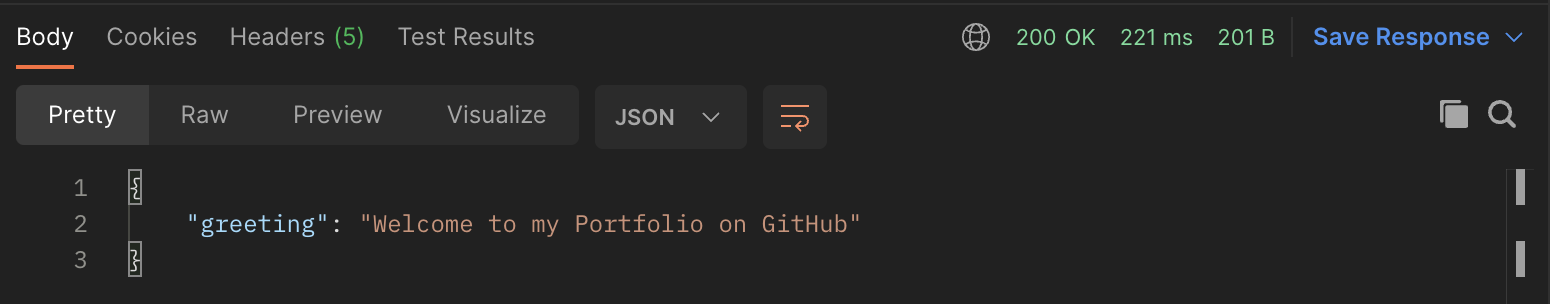 Body Cookies Headers (5) Test Results 200 OK 221 ms 201 B Save Response
Pretty Raw Preview Visualize JSON
1 {
2 "greeting": "Welcome to my Portfolio on GitHub"
3 }